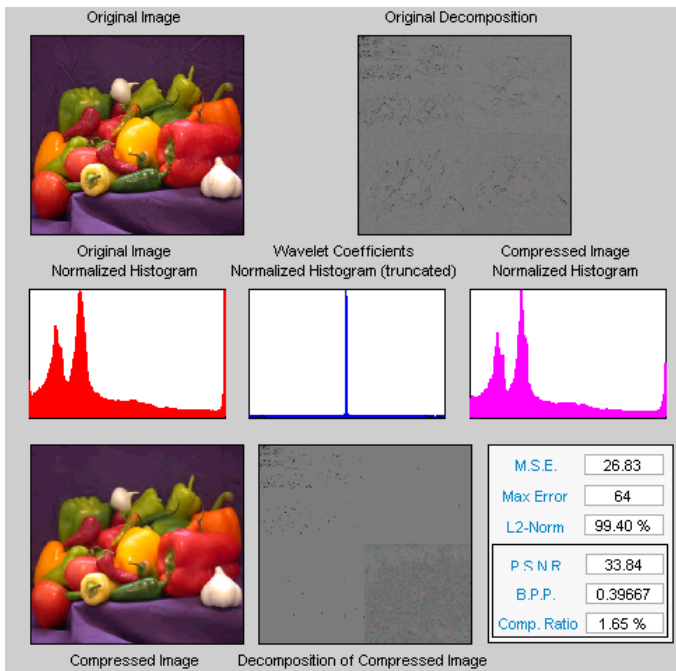 Original Image
Original Decomposition
Original Image
Normalized Histogram
Wavelet Coefficients
Normalized Histogram (truncated)
Compressed Image
Normalized Histogram
M.S.E. 26.83
Max Error 64
L2-Norm 99.40 %
P.S.N.R. 33.84
B.P.P. 0.39667
Comp. Ratio 1.65 %
Compressed Image
Decomposition of Compressed Image